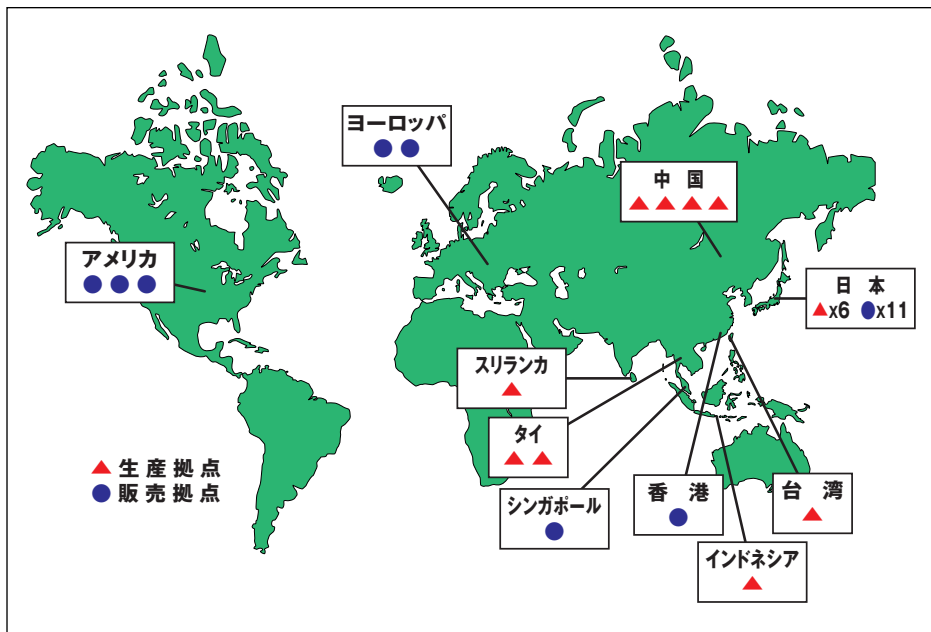 ヨーロッパ
中 国
アメリカ
日 本
x6 x11
スリランカ
タイ
生 産 拠 点
販 売 拠 点
シンガポール
香 港
台 湾
インドネシア